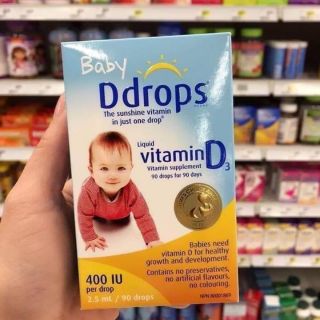 Baby
Ddrops®
The sunshine vitamin
in just one drop®
Liquid
vitamin D3
Vitamin supplement
90 drops for 90 days
Babies need
vitamin D for healthy
growth and development.
400 IU
per drop
Contains no preservatives,
no artificial flavours,
no colouring.
2.5 mL / 90 drops